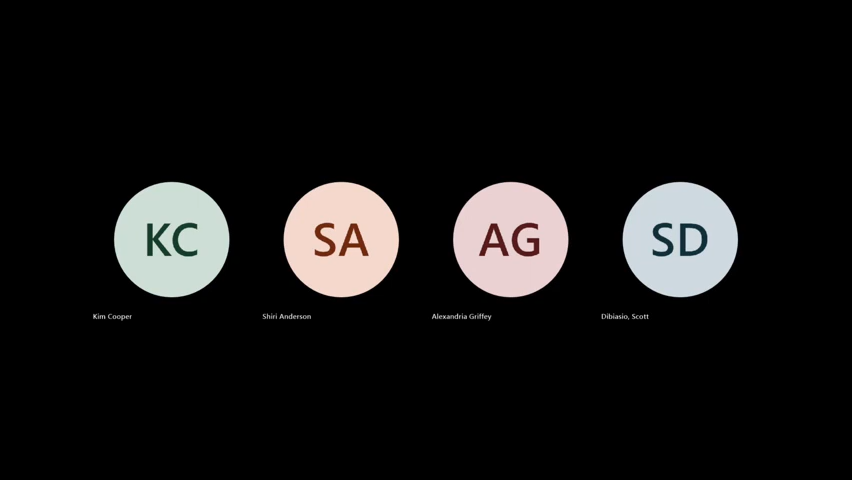 KC
SA
AG
SD
Kim Cooper
Shiri Anderson
Alexandria Griffey
Dibiasio, Scott